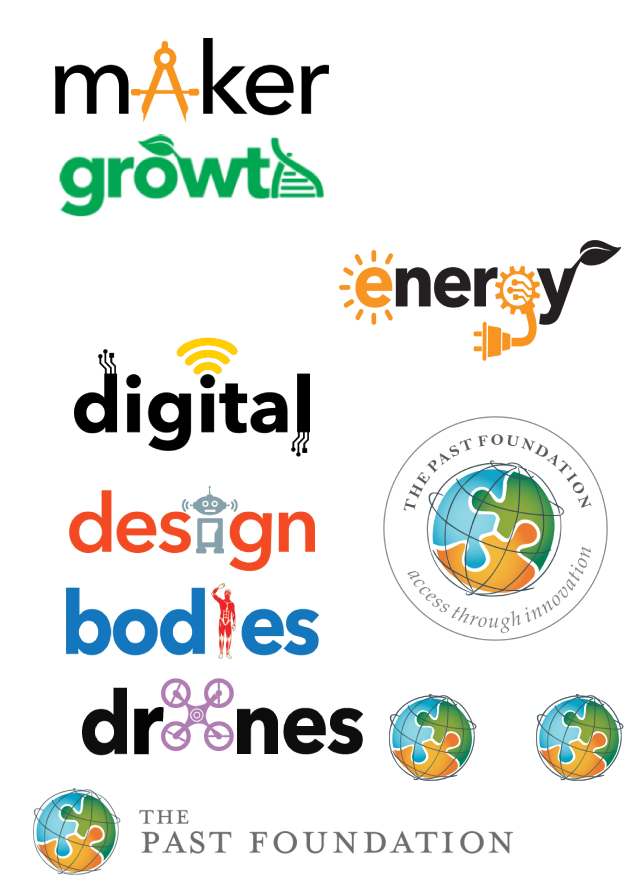 maker
growth
energy
digital
THE PAST FOUNDATION
access through innovation
design
bodies
drones
THE
PAST FOUNDATION